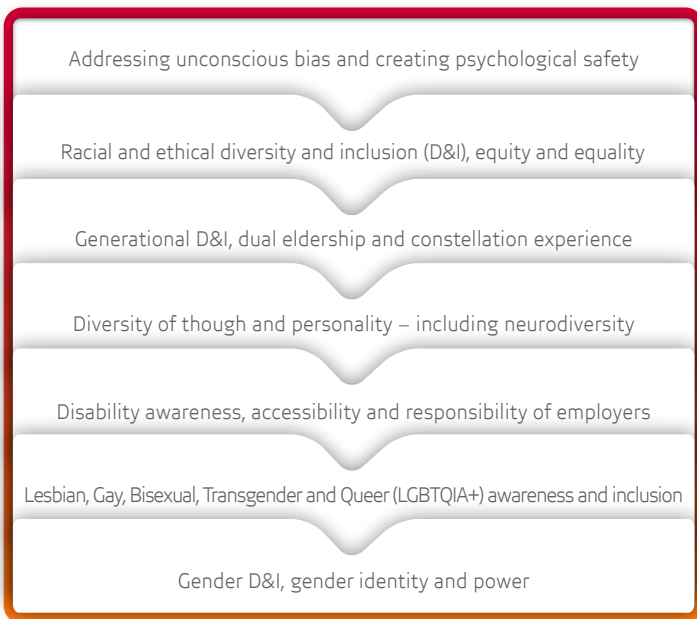 Addressing unconscious bias and creating psychological safety
Racial and ethical diversity and inclusion (D&I), equity and equality
Generational D&I, dual eldership and constellation experience
Diversity of though and personality – including neurodiversity
Disability awareness, accessibility and responsibility of employers
Lesbian, Gay, Bisexual, Transgender and Queer (LGBTQIA+) awareness and inclusion
Gender D&I, gender identity and power